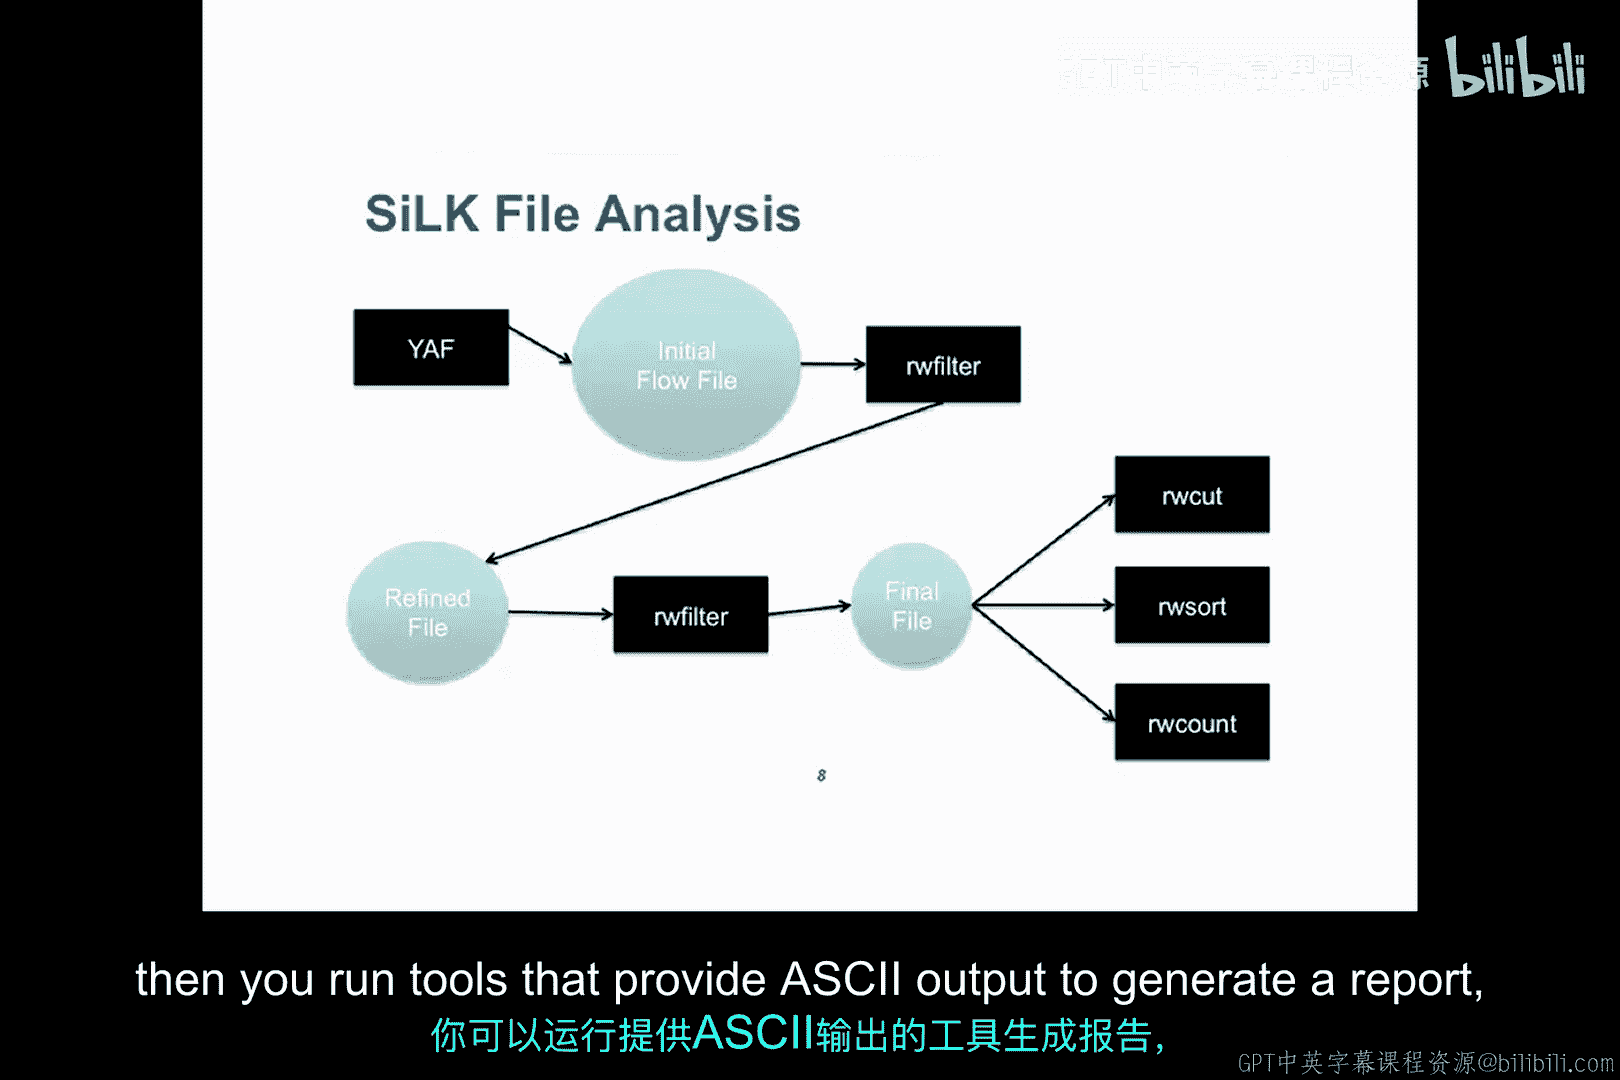 bilibili
SiLK File Analysis
YAF
Initial
Flow File
rwfilter
rwcut
Refined
File
rwfilter
Final
File
rwsort
rwcount
8
then you run tools that provide ASCII output to generate a report,
你可以运行提供ASCII输出的工具生成报告,
GPT中英字幕课程资源@bilibili.com